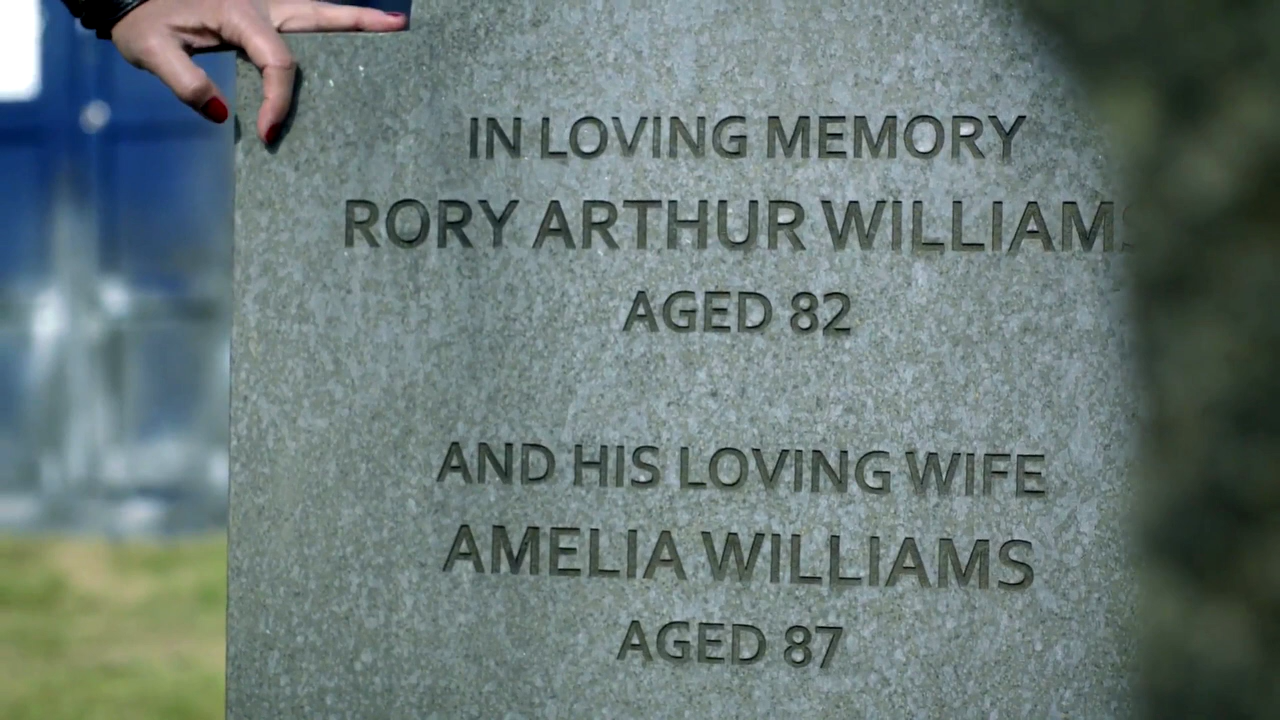 IN LOVING MEMORY
RORY ARTHUR WILLIAMS
AGED 82
AND HIS LOVING WIFE
AMELIA WILLIAMS
AGED 87